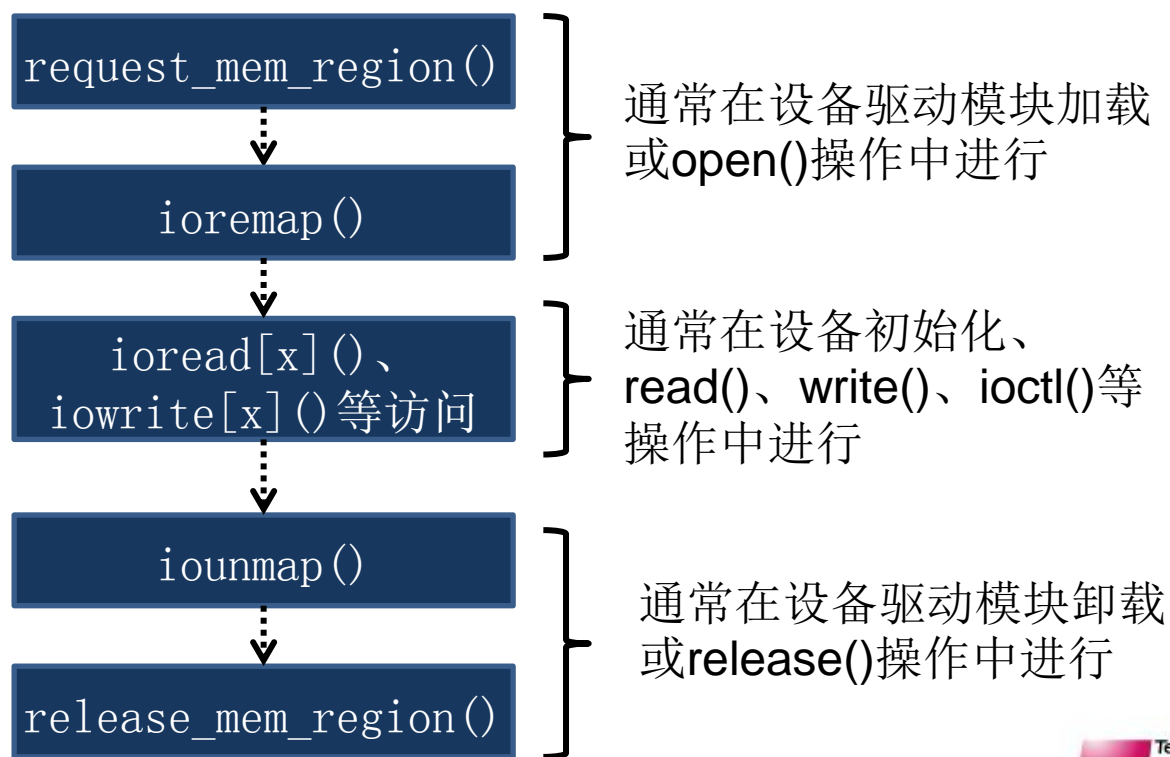 request_mem_region()
ioremap()
通常在设备驱动模块加载
或open()操作中进行
ioread[x]()、
iowrite[x]()等访问
通常在设备初始化、
read()、write()、ioctl()等
操作中进行
iounmap()
release_mem_region()
通常在设备驱动模块卸载
或release()操作中进行
Te